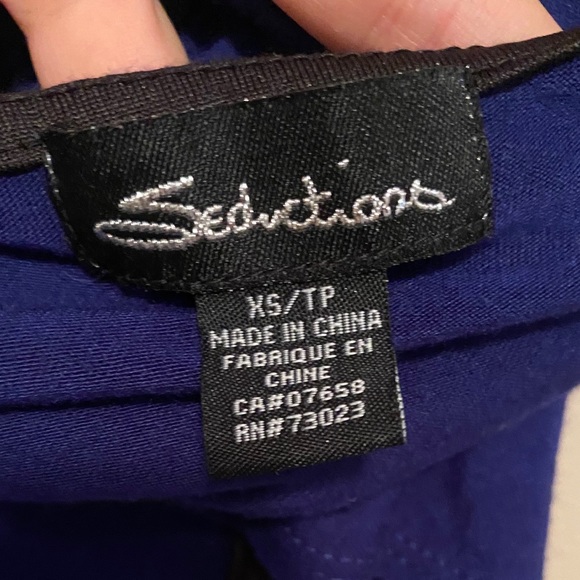 Seductions
XS/TP
MADE IN CHINA
FABRIQUE EN
CHINE
CA#07658
RN#73023